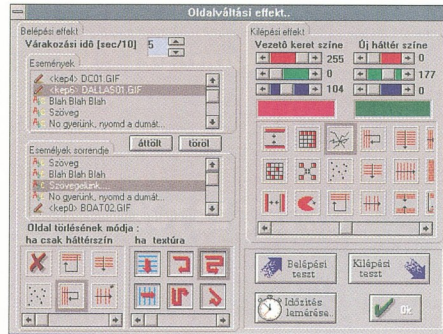 Oldalváltási effekt..
Belépési effekt
Várakozási idő [sec/10] 5
Események
<kep4> DC01.GIF
<kep6> DALLAS01.GIF
Blah Blah Blah
Szöveg
No gyerünk, nyomd a dumát...
áttölt töröl
Események sorrendje
Szöveg
Blah Blah Blah
Szövegelünk....
No gyerünk, nyomd a dumát...
<kep0> BOAT02.GIF
Oldal törlésének módja :
ha csak háttérszín ha textúra
Kilépési effekt
Vezető keret színe Új háttér színe
255 0
0 177
104 0
Belépési teszt
Kilépési teszt
Időzítés lemérése..
Ok